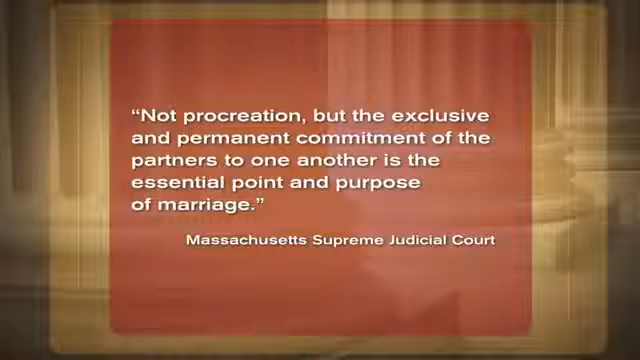 “Not procreation, but the exclusive
and permanent commitment of the
partners to one another is the
essential point and purpose
of marriage.”
Massachusetts Supreme Judicial Court